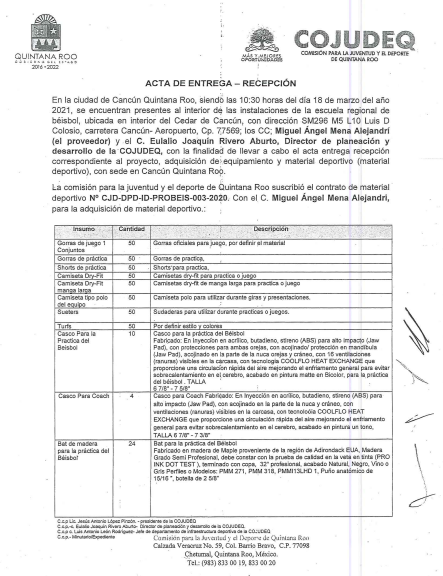 QUINTANA ROO
GOBIERNO DEL ESTADO
2016 • 2022
MÁS Y MEJORES
OPORTUNIDADES
COJUDEQ
COMISIÓN PARA LA JUVENTUD Y EL DEPORTE
DE QUINTANA ROO
ACTA DE ENTREGA – RECEPCIÓN
En la ciudad de Cancún Quintana Roo, siendo las 10:30 horas del día 18 de marzo del año
2021, se encuentran presentes al interior de las instalaciones de la escuela regional de
béisbol, ubicada en interior del Cedar de Cancún, con dirección SM296 M5 L10 Luis D
Colosio, carretera Cancún- Aeropuerto, Cp. 77569; los CC; Miguel Ángel Mena Alejandri
(el proveedor) y el C. Eulalio Joaquín Rivero Aburto, Director de planeación y
desarrollo de la COJUDEQ, con la finalidad de llevar a cabo el acta entrega recepción
correspondiente al proyecto, adquisición de equipamiento y material deportivo (material
deportivo), con sede en Cancún Quintana Roo.
La comisión para la juventud y el deporte de Quintana Roo suscribió el contrato de material
deportivo Nº CJD-DPD-ID-PROBEIS-003-2020. Con el C. Miguel Ángel Mena Alejandri,
para la adquisición de material deportivo.:
Insumo Cantidad Descripción
Gorras de juego 1 50 Gorras oficiales para juego, por definir el material
Conjuntos
Gorras de práctica 50 Gorras de practica,
Shorts de práctica 50 Shorts para practica,
Camiseta Dry-Fit 50 Camisetas dry-fit para practica o juego
Camiseta Dry-Fit 50 Camisetas dry-fit de manga larga para practica o juego
manga larga
Camiseta tipo polo 50 Camiseta polo para utilizar durante giras y presentaciones.
del equipo
Sueters 50 Sudaderas para utilizar durante practicas o juegos.
Turfs 50 Por definir estilo y colores
Casco Para la 10 Casco para la práctica del Béisbol
Practica del Fabricado: En inyección en acrílico, butadieno, stireno (ABS) para alto impacto (Jaw
Beisbol Pad), con protecciones para ambas orejas, con acojinado/ protección en mandíbula
(Jaw Pad), acojinado en la parte de la nuca orejas y cráneo, con 16 ventilaciones
(ranuras) visibles en la carcasa, con tecnología COOLFLO HEAT EXCHANGE que
proporcione una circulación rápida del aire mejorando el enfriamiento general para evitar
sobrecalentamiento en el cerebro, acabado en pintura matte en Bicolor, para la práctica
del béisbol . TALLA
6 7/8" - 7 5/8"
Casco Para Coach 4 Casco para Coach Fabricado: En Inyección en acrílico, butadieno, stireno (ABS) para
alto impacto (Jaw Pad), con acojinado en la parte de la nuca y cráneo, con
ventilaciones (ranuras) visibles en la carcasa, con tecnología COOLFLO HEAT
EXCHANGE que proporcione una circulación rápida del aire mejorando el enfriamiento
general para evitar sobrecalentamiento en el cerebro, acabado en pintura un tono,
TALLA 6 7/8" - 7 3/8"
Bat de madera 24 Bat para la práctica del Béisbol
para la práctica del Fabricado en madera de Maple proveniente de la región de Adirondack EUA, Madera
Béisbol Grado Semi Profesional, debe constar con la prueba de calidad en la veta en tinta (PRO
INK DOT TEST ), terminado con copa, 32" profesional, acabado Natural, Negro, Vino o
Gris Perfiles o Modelos: PMM 271, PMM 318, PMMI13LHD 1, Puño anatómico de
15/16 ", botella de 2 5/8"
C.c.p Lic. Jesús Antonio López Pinzón. - presidente de la COJUDEQ.
C.c.p.-c. Eulalio Joaquín Rivero Aburto- Director de planeación y desarrollo de la COJUDEQ.
C.c.p c. Luis Antonio León Rodríguez- Jefe de departamento de infraestructura deportiva de la COJUDEQ
C.c.p.- Minutario/Expediente
Comisión para la Juventud y el Deporte de Quintana Roo
Calzada Veracruz No. 59, Col. Barrio Bravo, C.P. 77098
Chetumal, Quintana Roo, México.
Tel.: (983) 833 00 19, 833 00 20